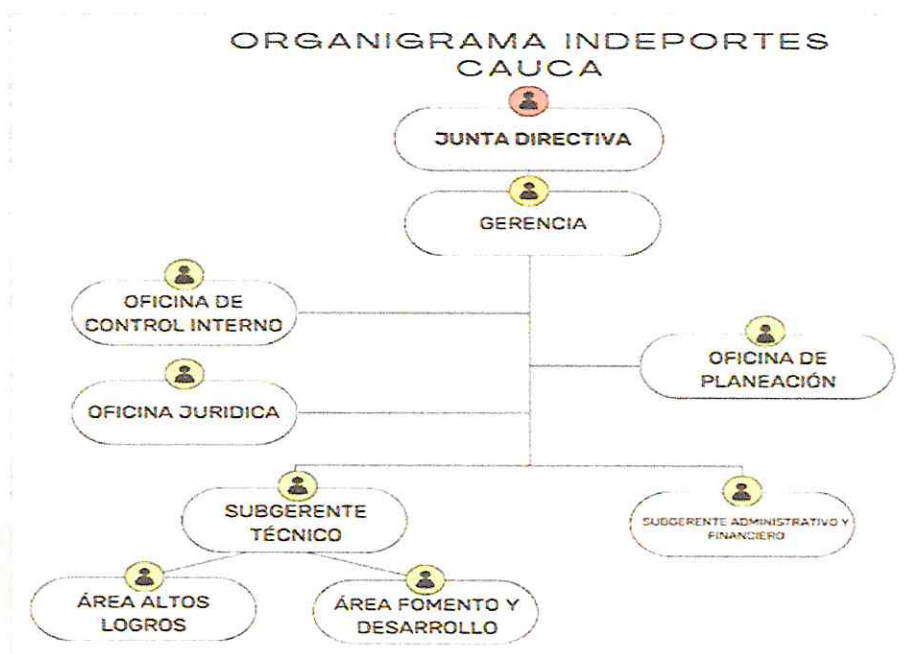 ORGANIGRAMA INDEPORTES
CAUCA
JUNTA DIRECTIVA
GERENCIA
OFICINA DE
CONTROL INTERNO
OFICINA DE
PLANEACIÓN
OFICINA JURIDICA
SUBGERENTE
TÉCNICO
SUBGERENTE ADMINISTRATIVO Y
FINANCIERO
ÁREA ALTOS
LOGROS
ÁREA FOMENTO Y
DESARROLLO